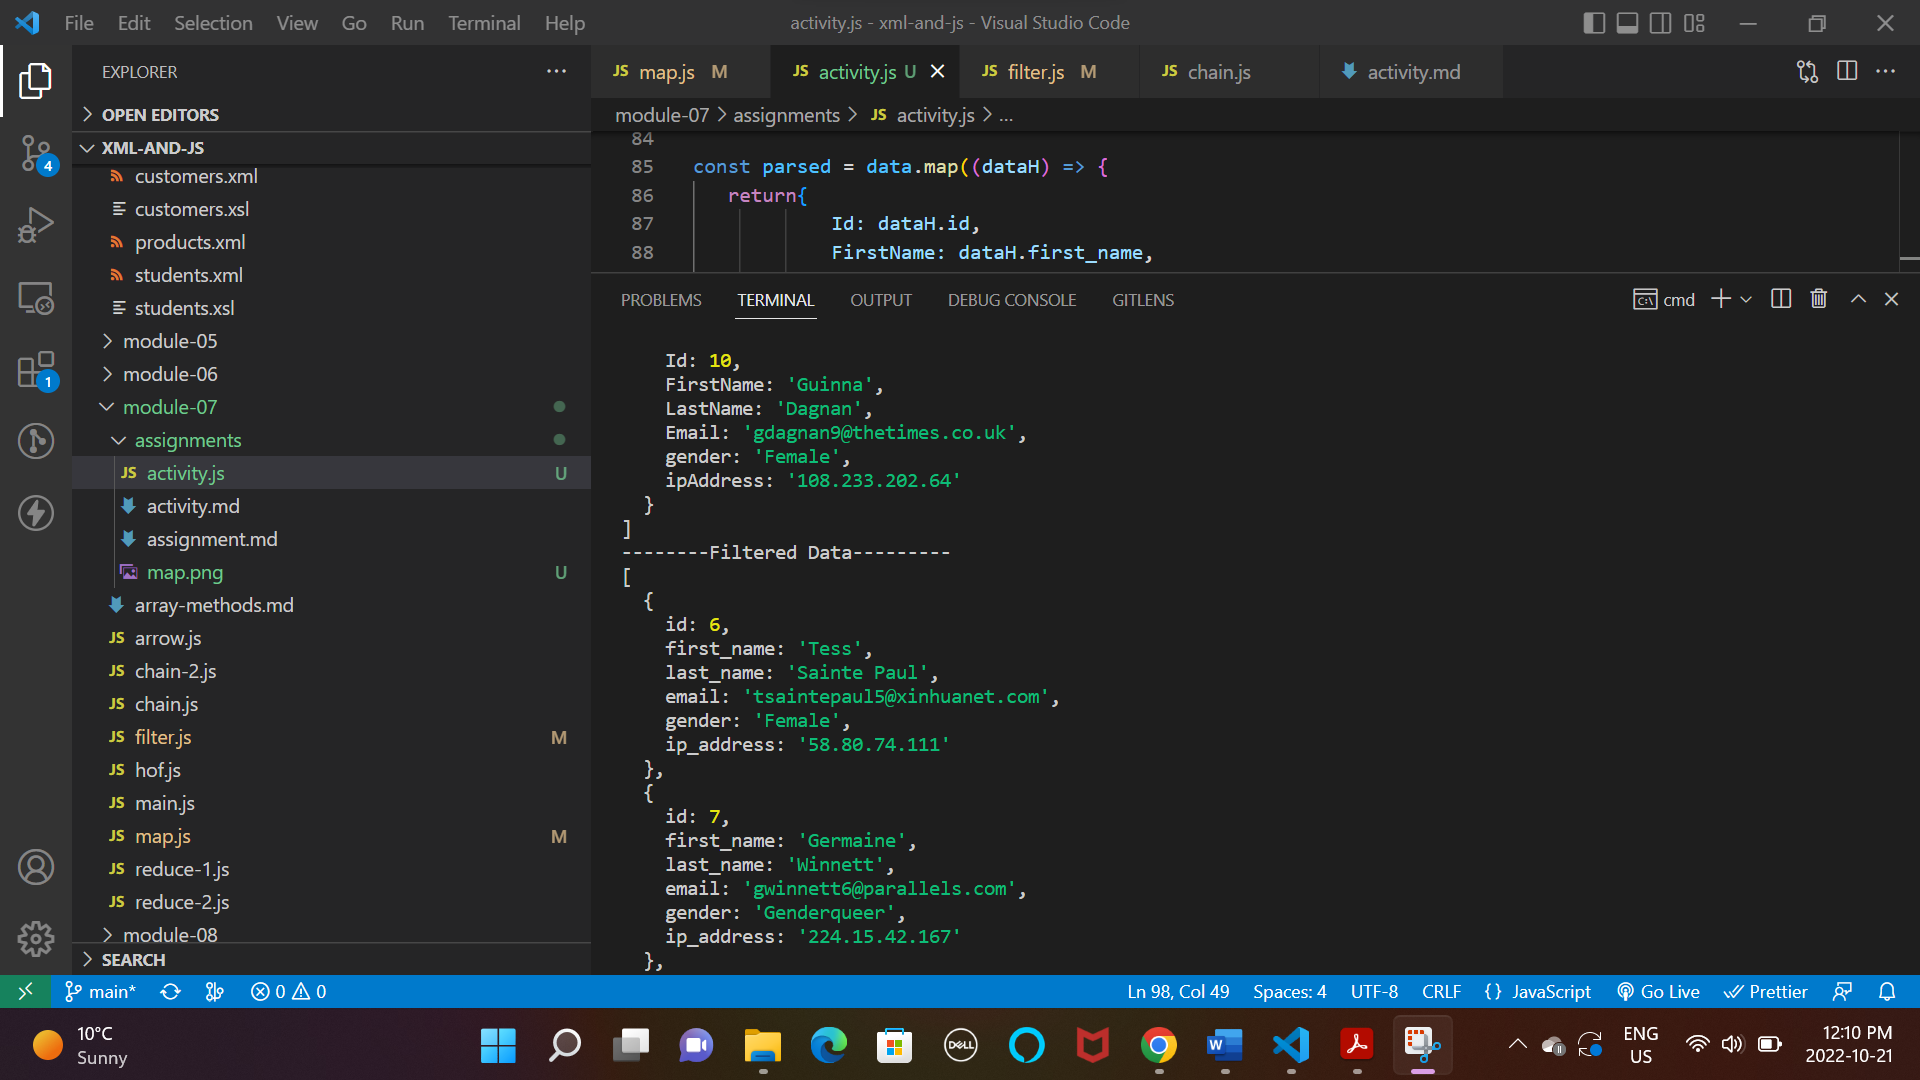 File Edit Selection View Go Run Terminal Help
activity.js - xml-and-js - Visual Studio Code
EXPLORER
OPEN EDITORS
XML-AND-JS
customers.xml
customers.xsl
products.xml
students.xml
students.xsl
module-05
module-06
module-07
assignments
activity.js U
activity.md
assignment.md
map.png U
array-methods.md
JS arrow.js
JS chain-2.js
JS chain.js
JS filter.js M
JS hof.js
JS main.js
JS map.js M
JS reduce-1.js
JS reduce-2.js
module-08
SEARCH
4
1
JS map.js M JS activity.js U JS filter.js M JS chain.js activity.md
module-07 > assignments > JS activity.js > ...
84
85 const parsed = data.map((dataH) => {
86 return{
87 Id: dataH.id,
88 FirstName: dataH.first_name,
PROBLEMS TERMINAL OUTPUT DEBUG CONSOLE GITLENS
cmd
Id: 10,
FirstName: 'Guinna',
LastName: 'Dagnan',
Email: 'gdagnan9@thetimes.co.uk',
gender: 'Female',
ipAddress: '108.233.202.64'
}
]
--------Filtered Data---------
[
{
id: 6,
first_name: 'Tess',
last_name: 'Sainte Paul',
email: 'tsaintepaul5@xinhuanet.com',
gender: 'Female',
ip_address: '58.80.74.111'
},
{
id: 7,
first_name: 'Germaine',
last_name: 'Winnett',
email: 'gwinnett6@parallels.com',
gender: 'Genderqueer',
ip_address: '224.15.42.167'
},
main* 0 0 Ln 98, Col 49 Spaces: 4 UTF-8 CRLF {} JavaScript Go Live Prettier
10°C
Sunny
DELL
W
ENG
US
12:10 PM
2022-10-21